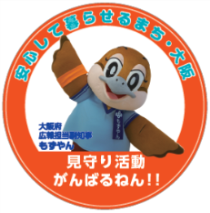 安心して暮らせるまち・大阪
大阪府
広報担当副知事
もずやん
見守り活動
がんばるねん!!